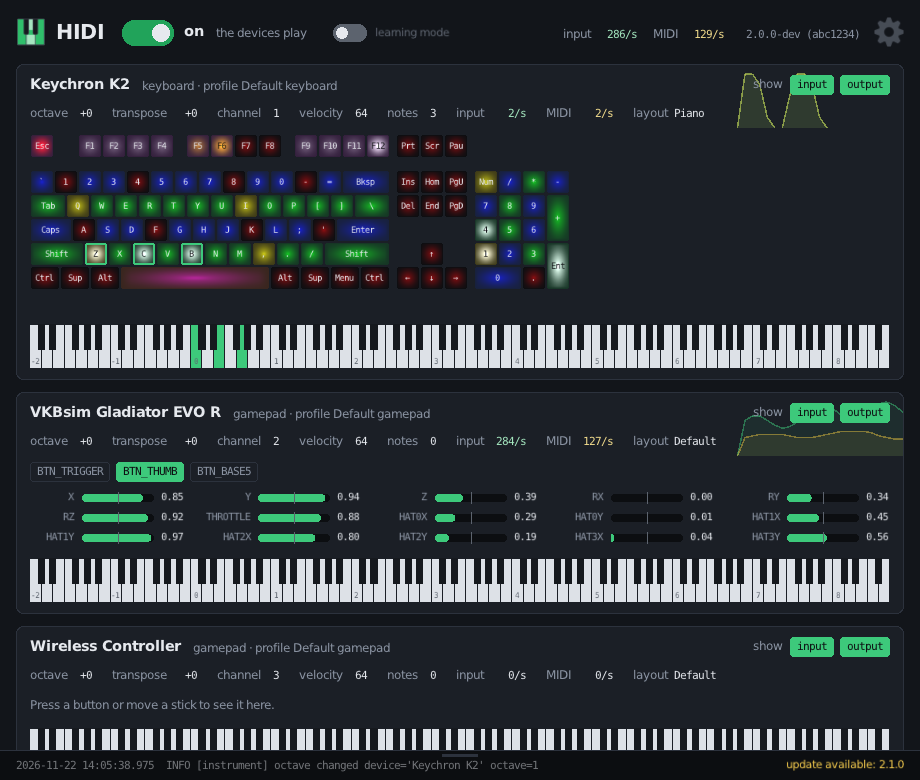 HIDI on the devices play learning mode input 286/s MIDI 129/s 2.0.0-dev (abc1234)
Keychron K2 keyboard · profile Default keyboard show input output
octave +0 transpose +0 channel 1 velocity 64 notes 3 input 2/s MIDI 2/s layout Piano
Esc F1 F2 F3 F4 F5 F6 F7 F8 F9 F10 F11 F12 Prt Scr Pau
` 1 2 3 4 5 6 7 8 9 0 - = Bksp Ins Hom PgU Num / * -
Tab Q W E R T Y U I O P [ ] \ Del End PgD 7 8 9 +
Caps A S D F G H J K L ; ' Enter 4 5 6
Shift Z X C V B N M , . / Shift ↑ 1 2 3 Ent
Ctrl Sup Alt Alt Sup Menu Ctrl ← ↓ → 0 .
-2 -1 0 1 2 3 4 5 6 7 8
VKBsim Gladiator EVO R gamepad · profile Default gamepad show input output
octave +0 transpose +0 channel 2 velocity 64 notes 0 input 284/s MIDI 127/s layout Default
BTN_TRIGGER BTN_THUMB BTN_BASE5
X 0.85 Y 0.94 Z 0.39 RX 0.00 RY 0.34
RZ 0.92 THROTTLE 0.88 HAT0X 0.29 HAT0Y 0.01 HAT1X 0.45
HAT1Y 0.97 HAT2X 0.80 HAT2Y 0.19 HAT3X 0.04 HAT3Y 0.56
-2 -1 0 1 2 3 4 5 6 7 8
Wireless Controller gamepad · profile Default gamepad show input output
octave +0 transpose +0 channel 3 velocity 64 notes 0 input 0/s MIDI 0/s layout Default
Press a button or move a stick to see it here.
2026-11-22 14:05:38.975 INFO [instrument] octave changed device='Keychron K2' octave=1 update available: 2.1.0